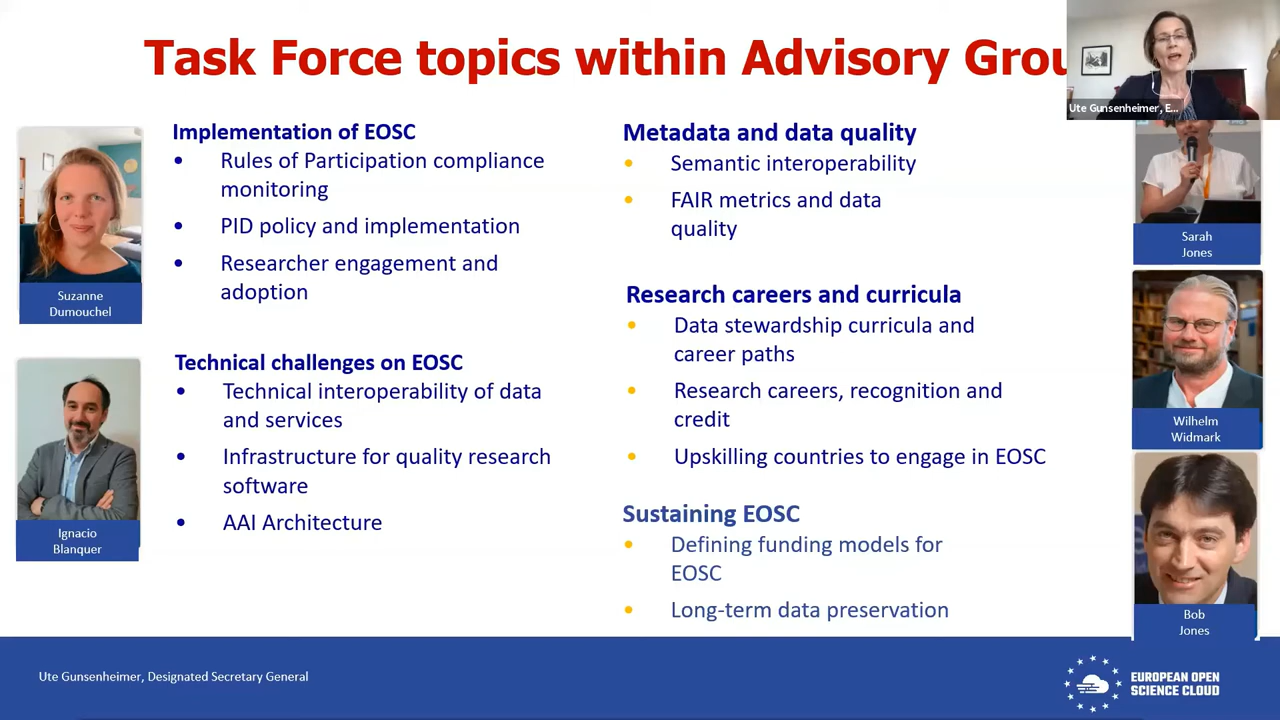 Task Force topics within Advisory Grou
Ute Gunsenheimer, E...
Implementation of EOSC
• Rules of Participation compliance
monitoring
• PID policy and implementation
• Researcher engagement and
adoption
Suzanne
Dumouchel
Technical challenges on EOSC
• Technical interoperability of data
and services
• Infrastructure for quality research
software
• AAI Architecture
Ignacio
Blanquer
Metadata and data quality
• Semantic interoperability
• FAIR metrics and data
quality
Sarah
Jones
Research careers and curricula
• Data stewardship curricula and
career paths
• Research careers, recognition and
credit
• Upskilling countries to engage in EOSC
Wilhelm
Widmark
Sustaining EOSC
• Defining funding models for
EOSC
• Long-term data preservation
Bob
Jones
Ute Gunsenheimer, Designated Secretary General
EUROPEAN OPEN
SCIENCE CLOUD